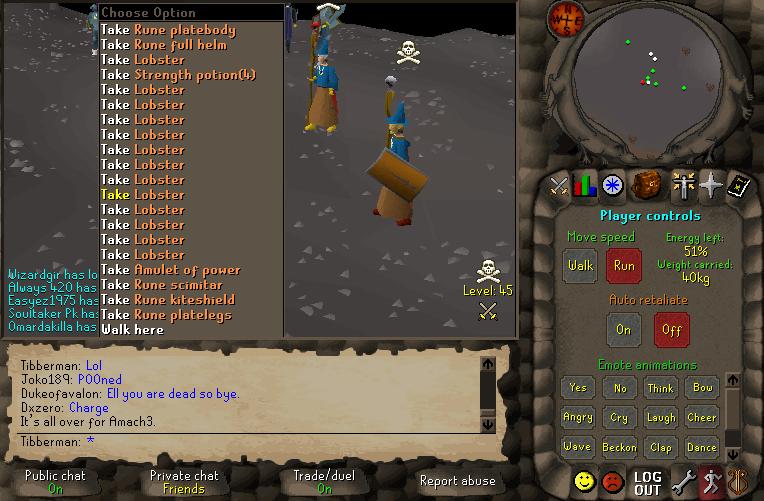 Choose Option
Take Rune platebody
Take Rune full helm
Take Lobster
Take Strength potion(4)
Take Lobster
Take Lobster
Take Lobster
Take Lobster
Take Lobster
Take Lobster
Take Lobster
Take Lobster
Take Lobster
Take Lobster
Take Lobster
Take Lobster
Take Amulet of power
Take Rune scimitar
Take Rune kiteshield
Take Rune platelegs
Walk here
Wizardgir has lo
Always 420 has
Easyez1975 has
Soultaker Pk has
Omardakilla has
Level: 45
Tibberman: Lol
Joko189: P00ned
Dukeofavalon: Ell you are dead so bye.
Dxzero: Charge
It's all over for Amach3.
Tibberman: *
Public chat
On
Private chat
Friends
Trade/duel
On
Report abuse
Player controls
Move speed
Walk
Run
Energy left:
51%
Weight carried:
40kg
Auto retaliate
On
Off
Emote animations
Yes
No
Think
Bow
Angry
Cry
Laugh
Cheer
Wave
Beckon
Clap
Dance
LOG
OUT